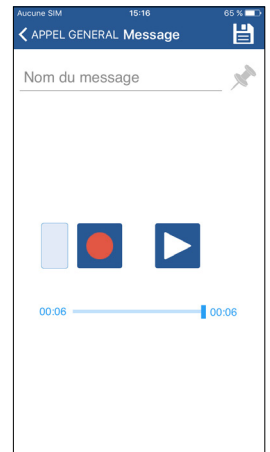 Aucune SIM 15:16 65 %
APPEL GENERAL Message
Nom du message
00:06 00:06